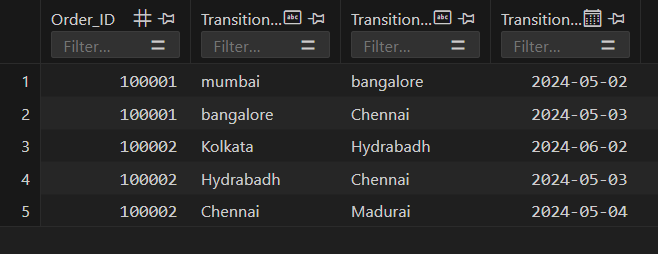 Order_ID Transition... Transition... Transition...
Filter... Filter... Filter... Filter...
1 100001 mumbai bangalore 2024-05-02
2 100001 bangalore Chennai 2024-05-03
3 100002 Kolkata Hydrabadh 2024-06-02
4 100002 Hydrabadh Chennai 2024-05-03
5 100002 Chennai Madurai 2024-05-04